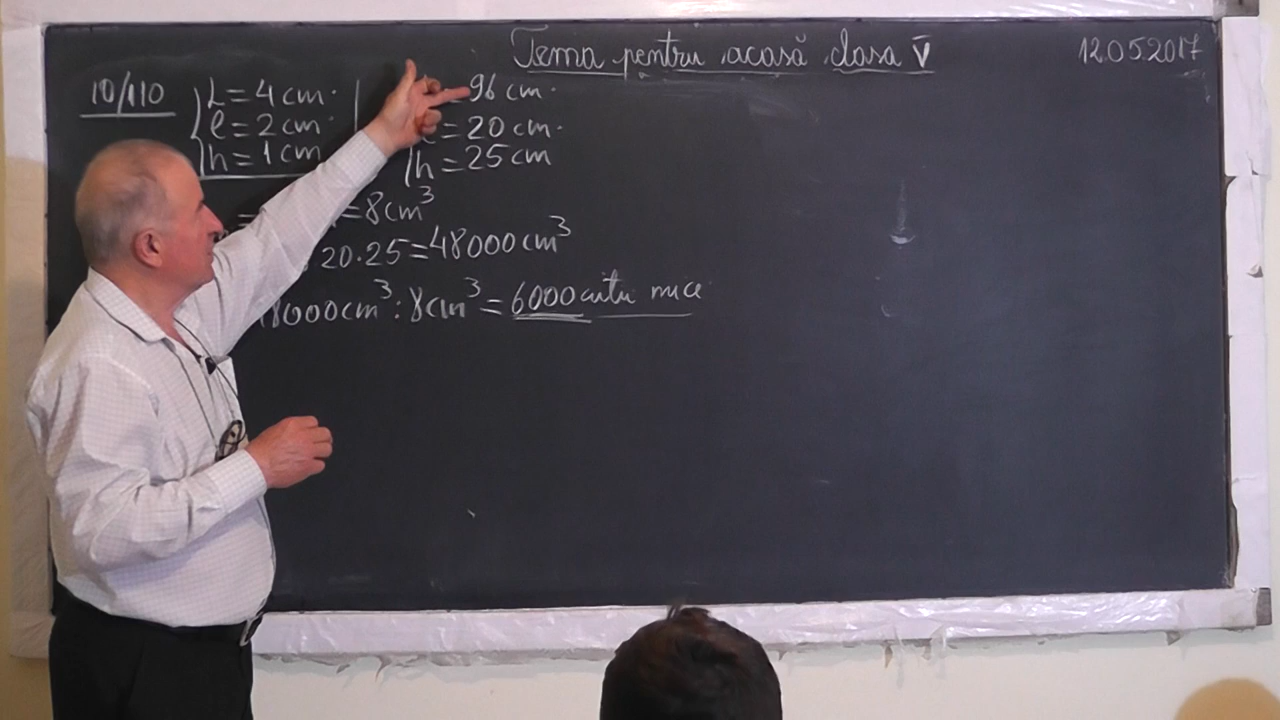 Tema pentru acasă clasa V
12.05.2017
10/110
L = 4 cm
l = 2 cm
h = 1 cm
96 cm
= 20 cm
h = 25 cm
= 8 cm³
20·25 = 48000 cm³
8000 cm³ : 8 cm³ = 6000 cutii mici